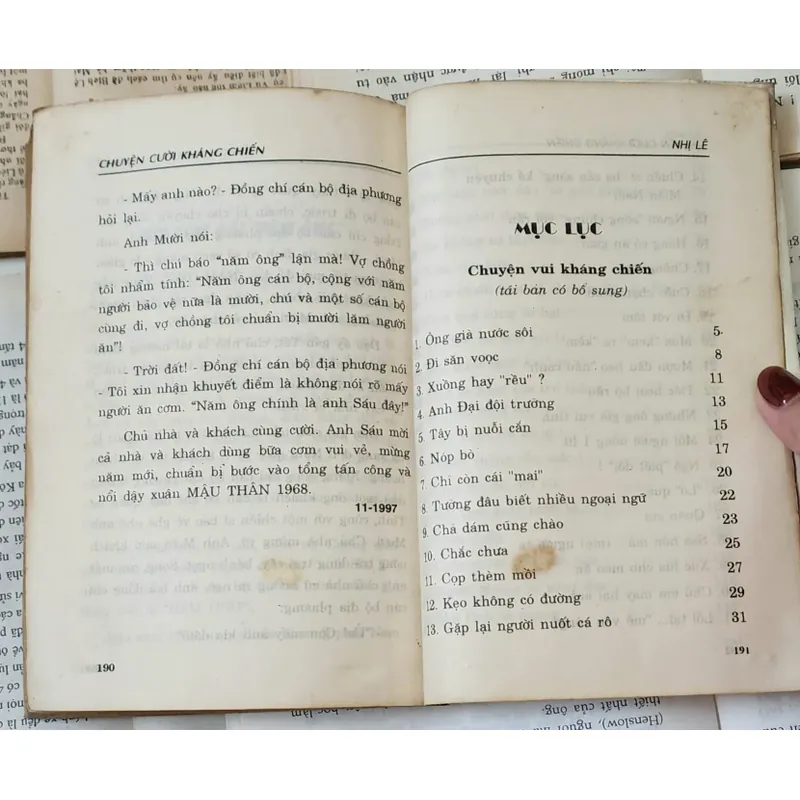 CHUYỆN CƯỜI KHÁNG CHIẾN
- Mấy anh nào? - Đồng chí cán bộ địa phương
hỏi lại.
Anh Mười nói:
- Thì chú báo "năm ông" lận mà! Vợ chồng
tôi nhẩm tính: "Năm ông cán bộ, cộng với năm
người bảo vệ nữa là mười, chú và một số cán bộ
cùng đi, vợ chồng tôi chuẩn bị mười lăm người
ăn"!
- Trời đất! - Đồng chí cán bộ địa phương nói
- Tôi xin nhận khuyết điểm là không nói rõ mấy
người ăn cơm. "Năm ông chính là anh Sáu đây!"
Chủ nhà và khách cùng cười. Anh Sáu mời
cả nhà và khách dùng bữa cơm vui vẻ, mừng
năm mới, chuẩn bị bước vào tổng tấn công và
nổi dậy xuân MẬU THÂN 1968.
11-1997
190
NHỊ LÊ
MỤC LỤC
Chuyện vui kháng chiến
(tái bản có bổ sung)
1. Ông già nước sôi 5
2. Đi săn voọc 8
3. Xuồng hay "rều" ? 11
4. Anh Đại đội trưởng 13
5. Tây bị nuỗi cắn 15
6. Nóp bò 17
7. Chỉ còn cái "mai" 20
8. Tưởng đâu biết nhiều ngoại ngữ 22
9. Chả dám cũng chào 23
10. Chắc chưa 25
11. Cọp thèm mồi 27
12. Kẹo không có đường 29
13. Gặp lại người nuốt cá rô 31
191